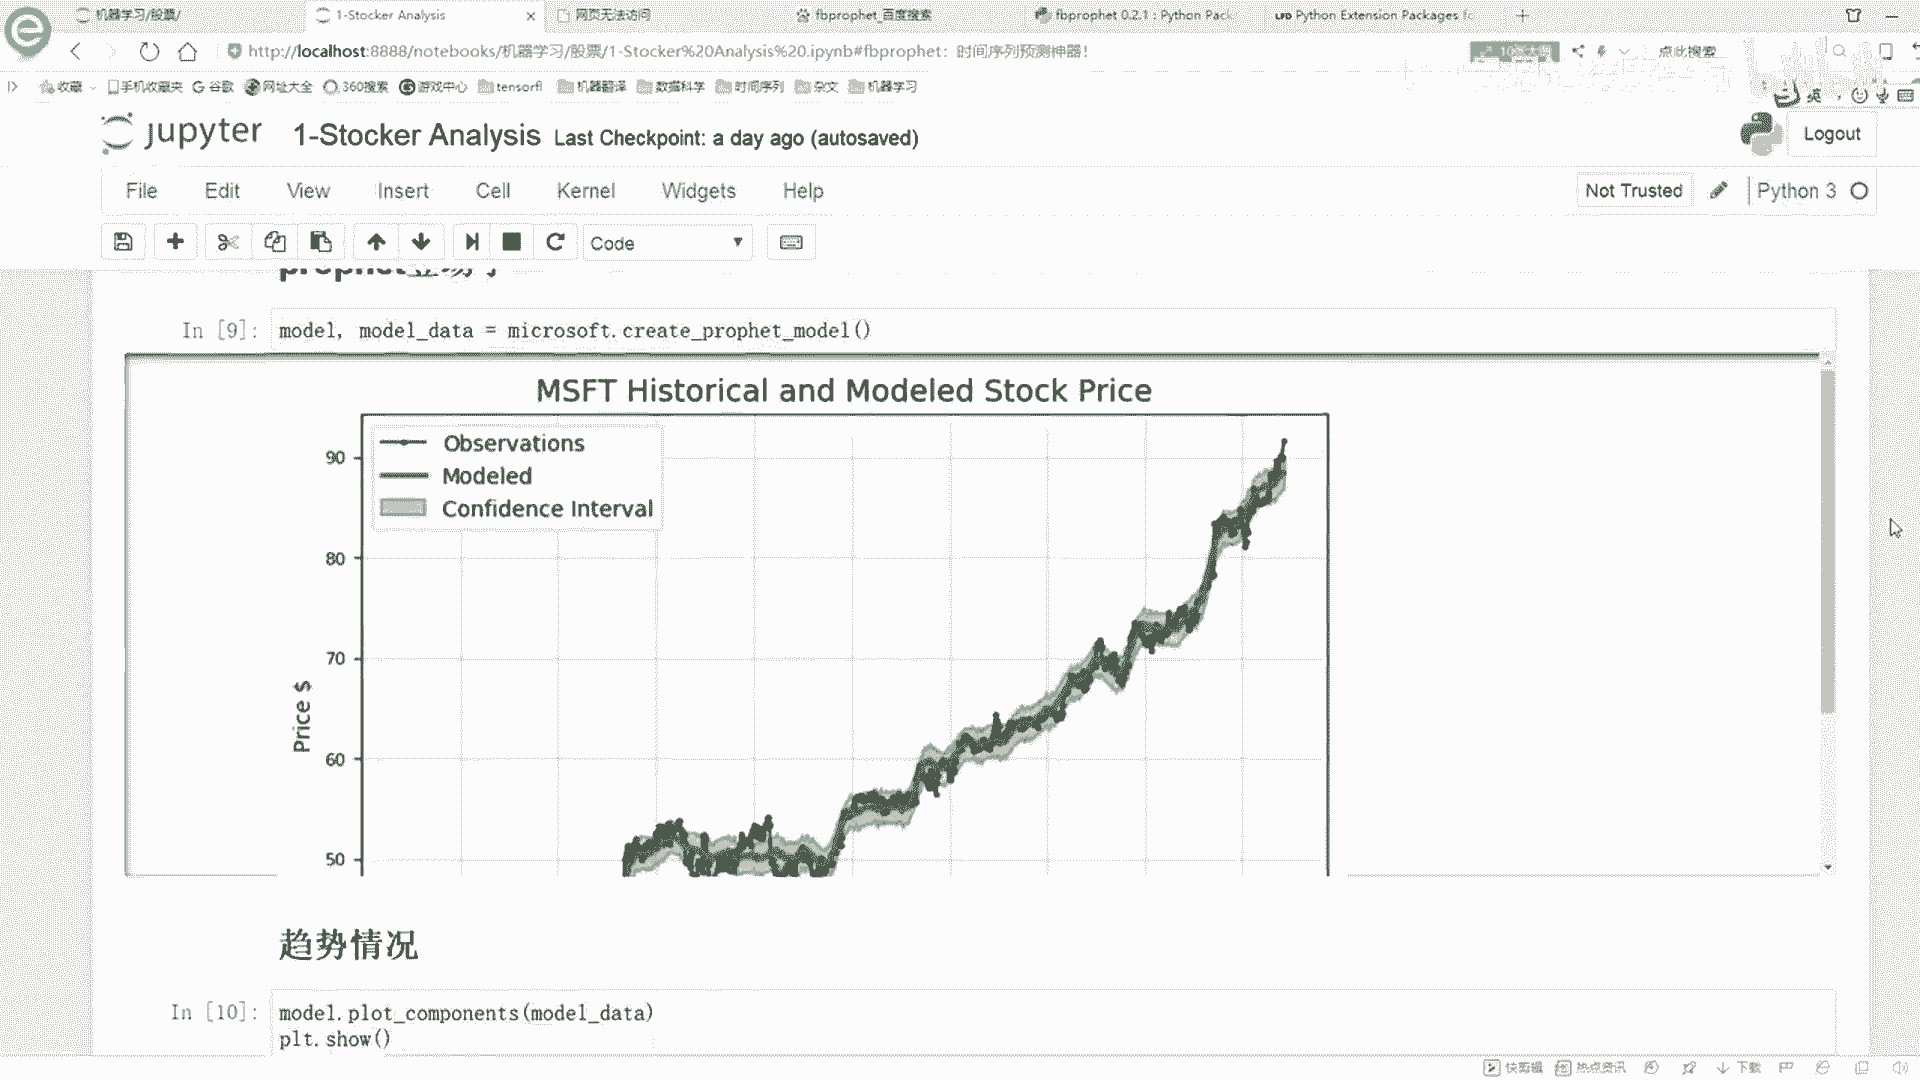 机器学习/股票/
1-Stocker Analysis
网页无法访问
fbprophet_百度搜索
fbprophet 0.2.1 : Python Pack
Python Extension Packages fo
http://localhost:8888/notebooks/机器学习/股票/1-Stocker%20Analysis%20.ipynb#fbprophet：时间序列预测神器！
点此搜索
收藏 手机收藏夹 谷歌 网址大全 360搜索 游戏中心 tensorfl 机器翻译 数据科学 时间序列 杂文 机器学习
英
jupyter 1-Stocker Analysis Last Checkpoint: a day ago (autosaved)
Logout
File Edit View Insert Cell Kernel Widgets Help
Not Trusted
Python 3
Code
In [9]: model, model_data = microsoft.create_prophet_model()
MSFT Historical and Modeled Stock Price
Observations
Modeled
Confidence Interval
90
80
70
60
50
Price $
趋势情况
In [10]: model.plot_components(model_data)
plt.show()
快剪辑 热点资讯 下载